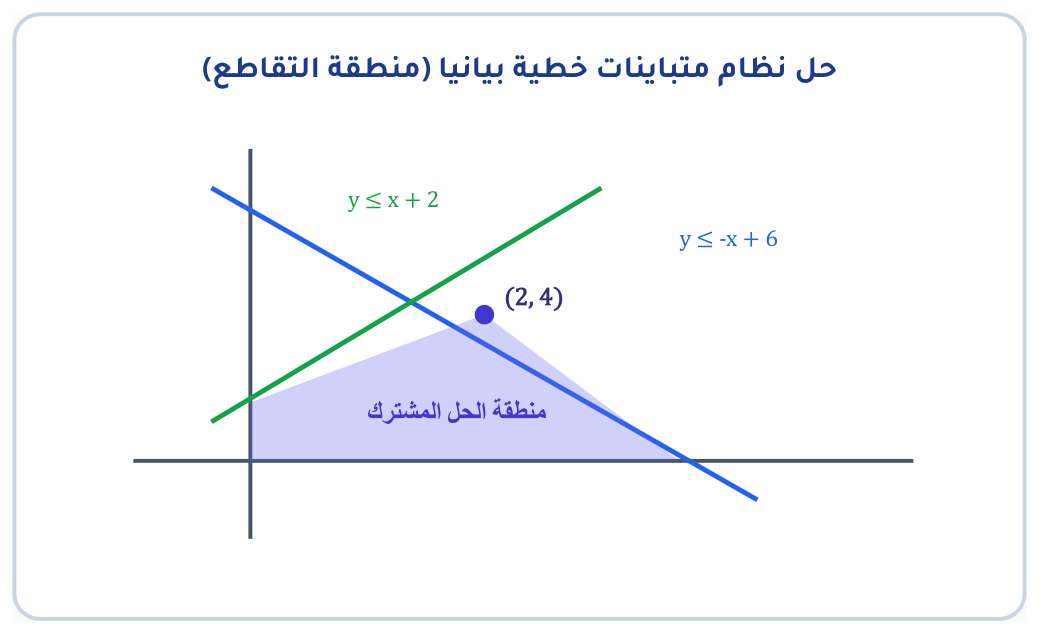 حل نظام متباينات خطية بيانيا (منطقة التقاطع)
y ≤ x + 2
y ≤ -x + 6
(2, 4)
منطقة الحل المشترك